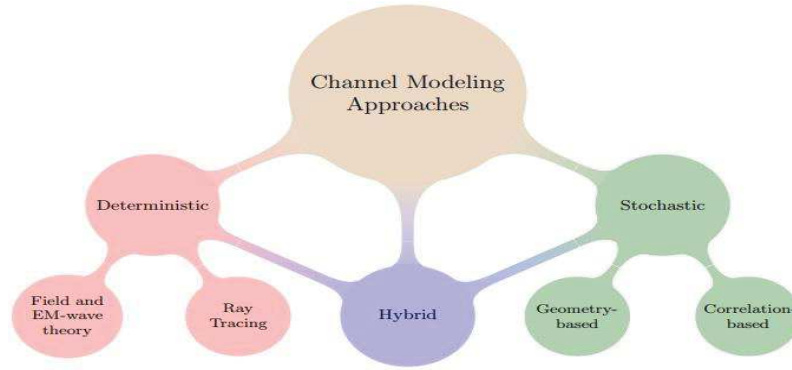 Channel Modeling
Approaches
Deterministic
Stochastic
Hybrid
Field and
EM-wave
theory
Ray
Tracing
Geometry-
based
Correlation-
based